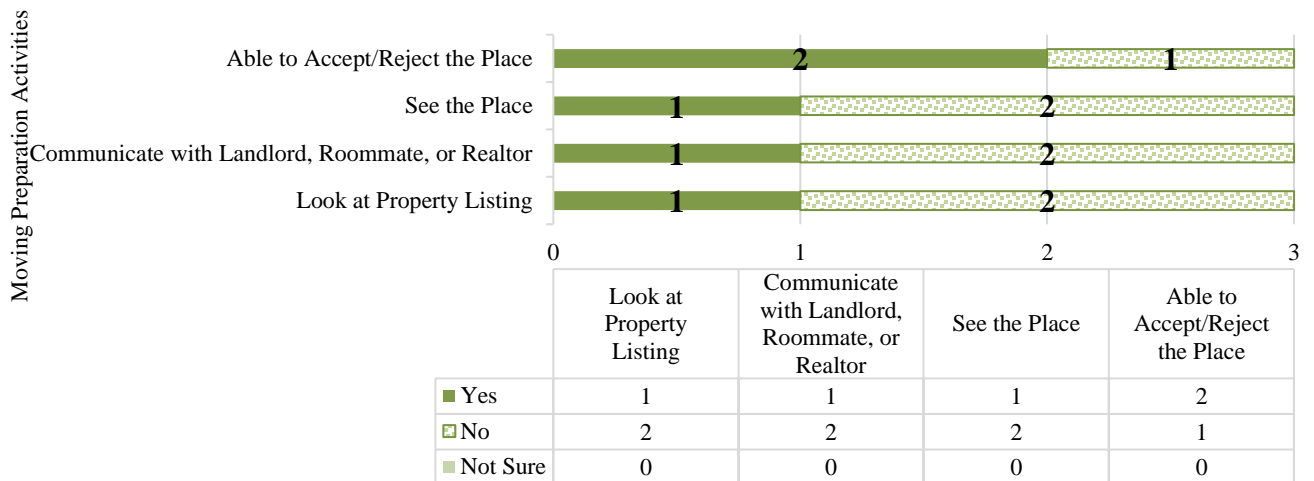 Moving Preparation Activities
Able to Accept/Reject the Place
2
1
See the Place
1
2
Communicate with Landlord, Roommate, or Realtor
1
2
Look at Property Listing
1
2
0 1 2 3
Look at
Property
Listing
Communicate
with Landlord,
Roommate, or
Realtor
See the Place
Able to
Accept/Reject
the Place
Yes 1 1 1 2
No 2 2 2 1
Not Sure 0 0 0 0